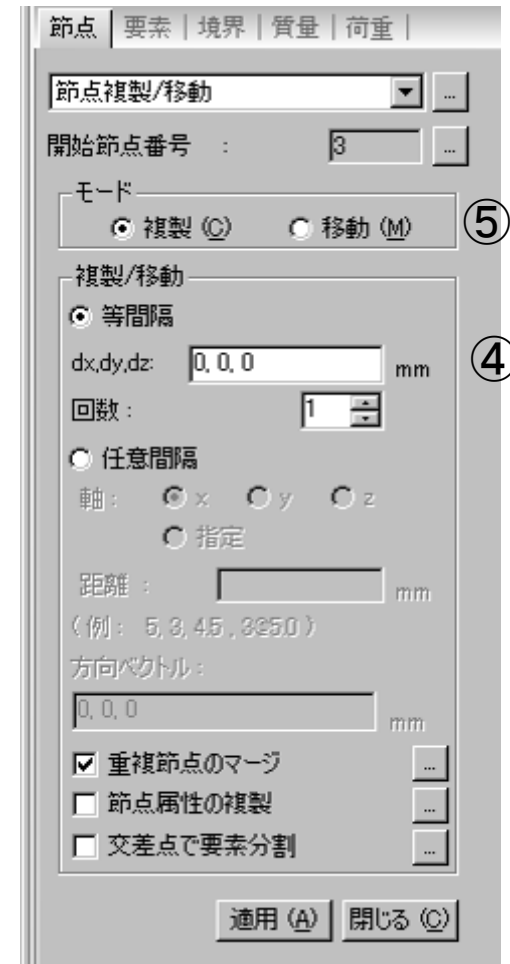 節点 要素 境界 質量 荷重
節点複製/移動 ...
開始節点番号 : 3 ...
モード
複製 (C) 移動 (M) ⑤
複製/移動
等間隔
dx,dy,dz: 0, 0, 0 mm ④
回数 : 1
任意間隔
軸 : x y z
指定
距離 : mm
(例 : 5, 3, 4.5 , 3@5.0 )
方向ベクトル :
0, 0, 0 mm
重複節点のマージ ...
節点属性の複製 ...
交差点で要素分割 ...
適用 (A) 閉じる (C)